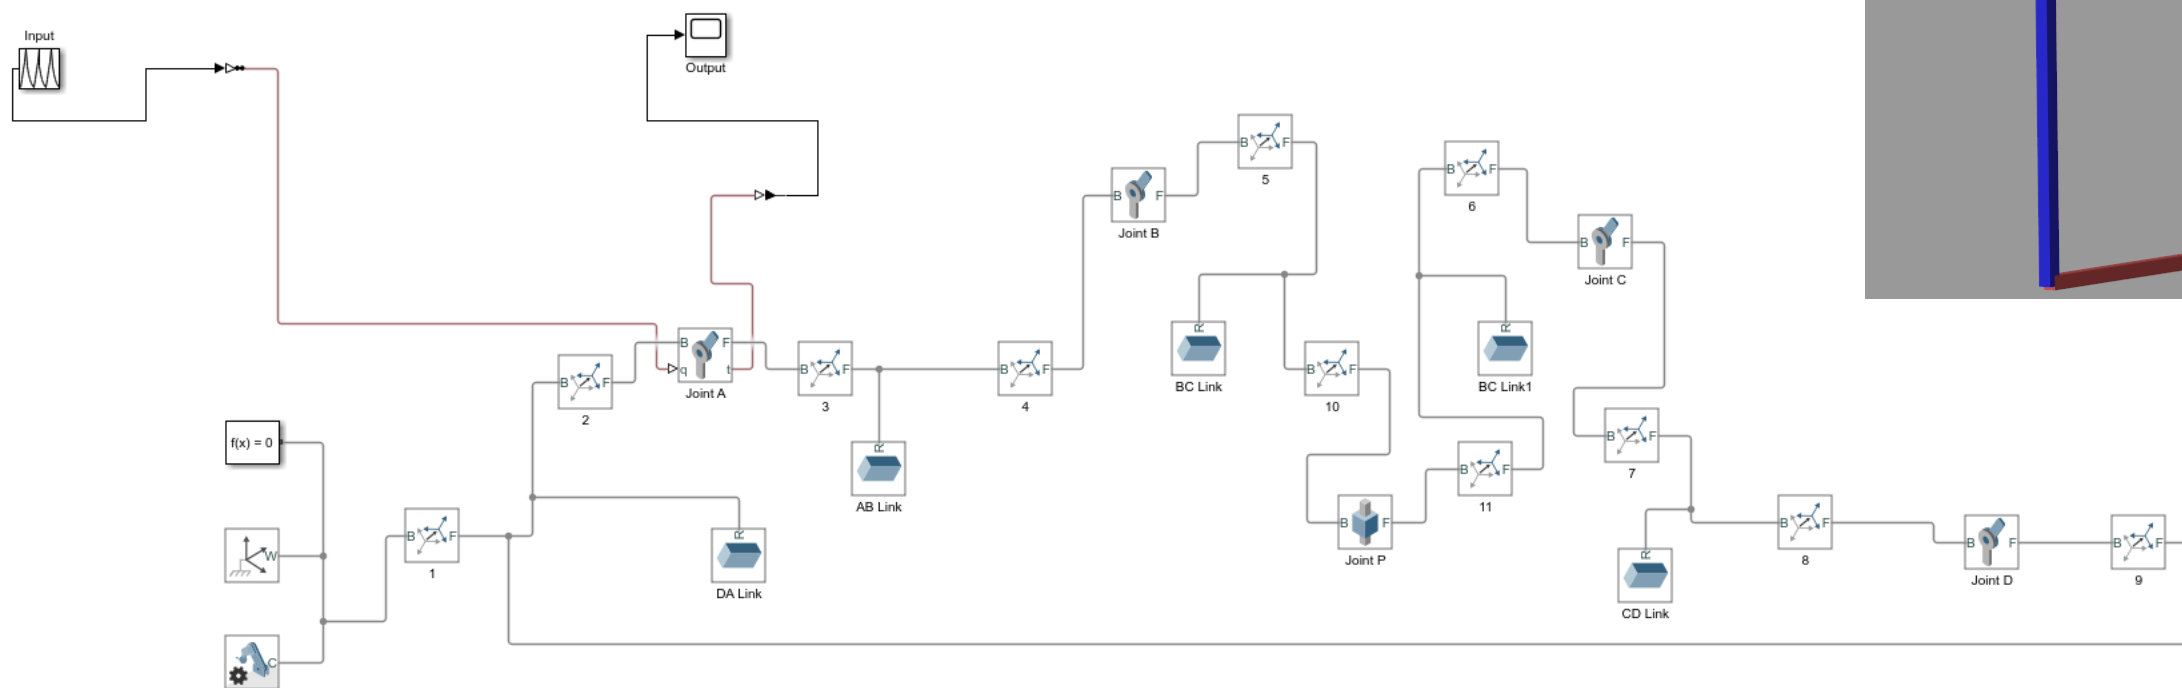 Input
Output
B
F
5
B
F
6
B
F
Joint B
B
F
Joint C
B
F
q
t
Joint A
B
F
2
B
F
3
B
F
4
R
BC Link
B
F
10
R
BC Link1
B
F
7
f(x) = 0
R
AB Link
B
F
11
W
B
F
1
R
DA Link
B
F
Joint P
B
F
8
B
F
Joint D
B
F
9
R
CD Link
C